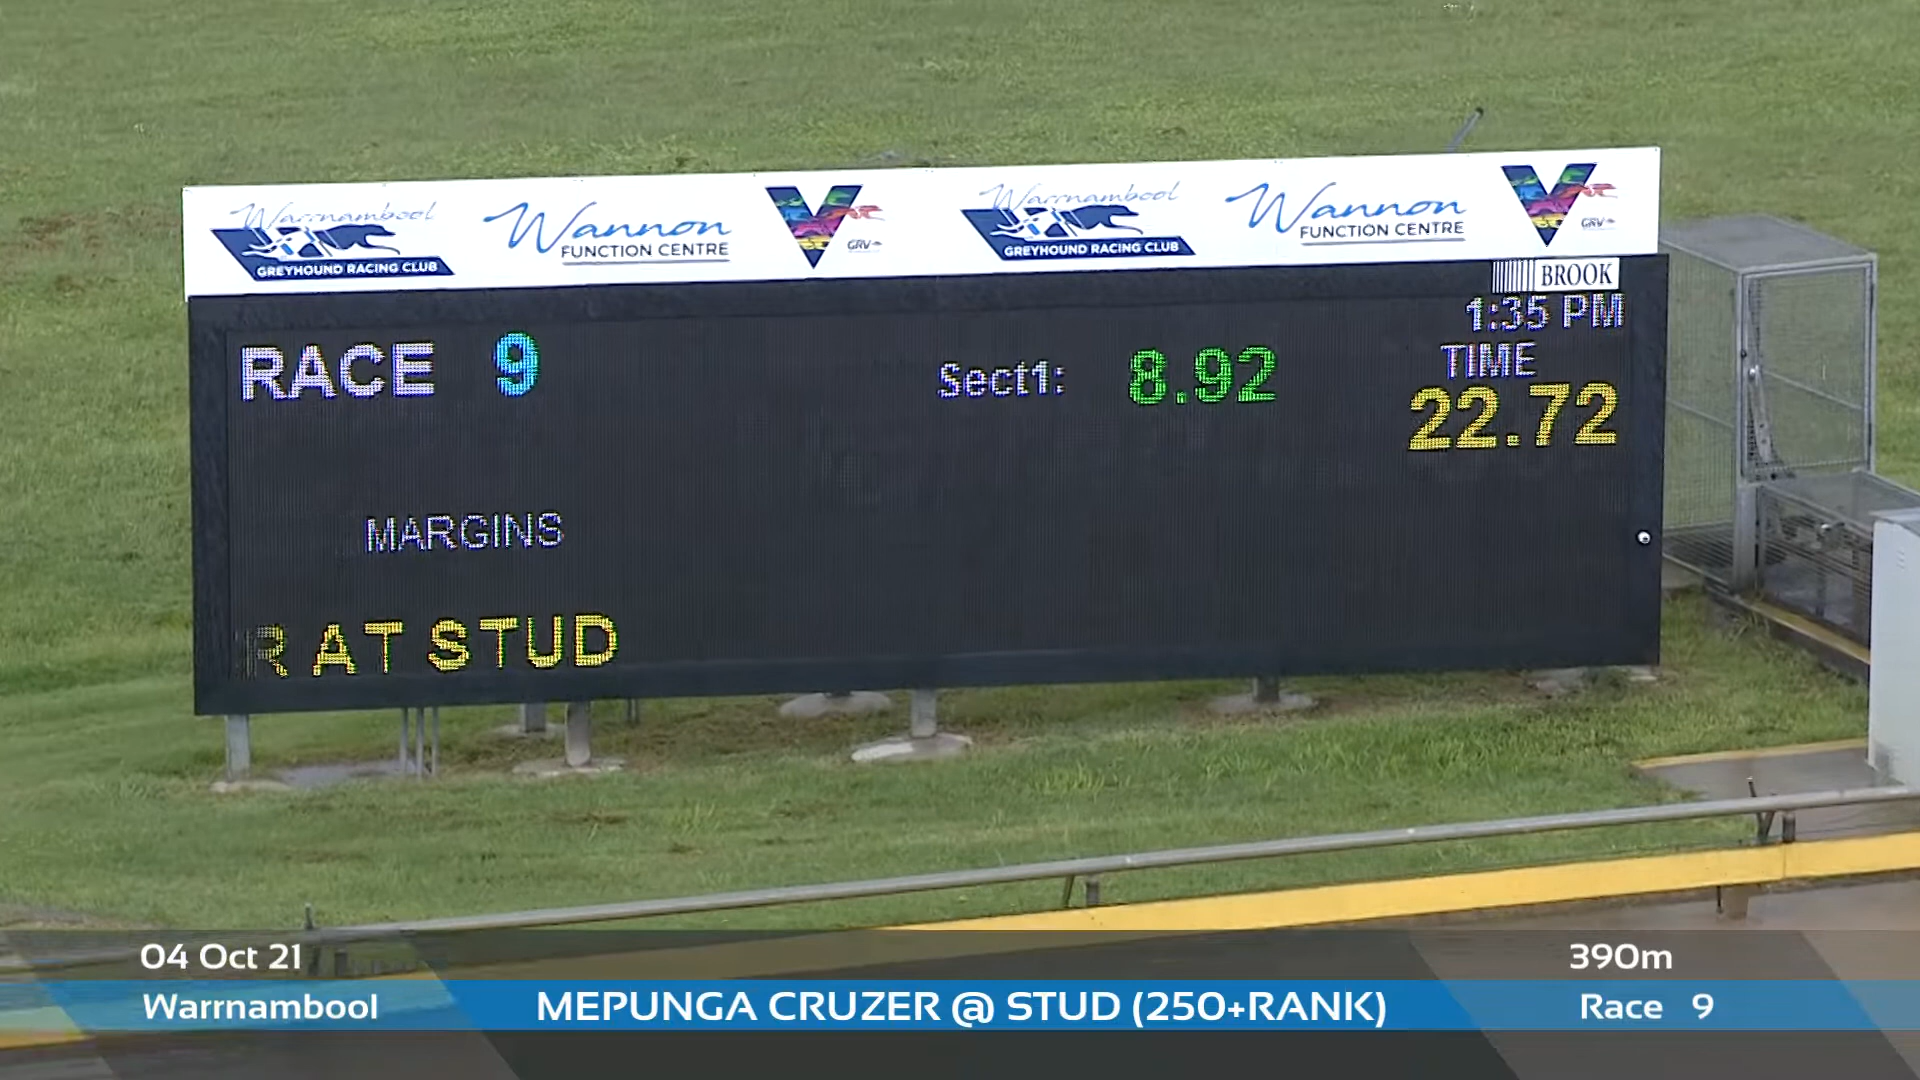 Warrnambool
GREYHOUND RACING CLUB
Wannon
FUNCTION CENTRE
V
GRV
Warrnambool
GREYHOUND RACING CLUB
Wannon
FUNCTION CENTRE
V
GRV
BROOK
1:35 PM
RACE 9
Sect1: 8.92
TIME
22.72
MARGINS
R AT STUD
04 Oct 21
390m
Warrnambool
MEPUNGA CRUZER @ STUD (250+RANK)
Race 9